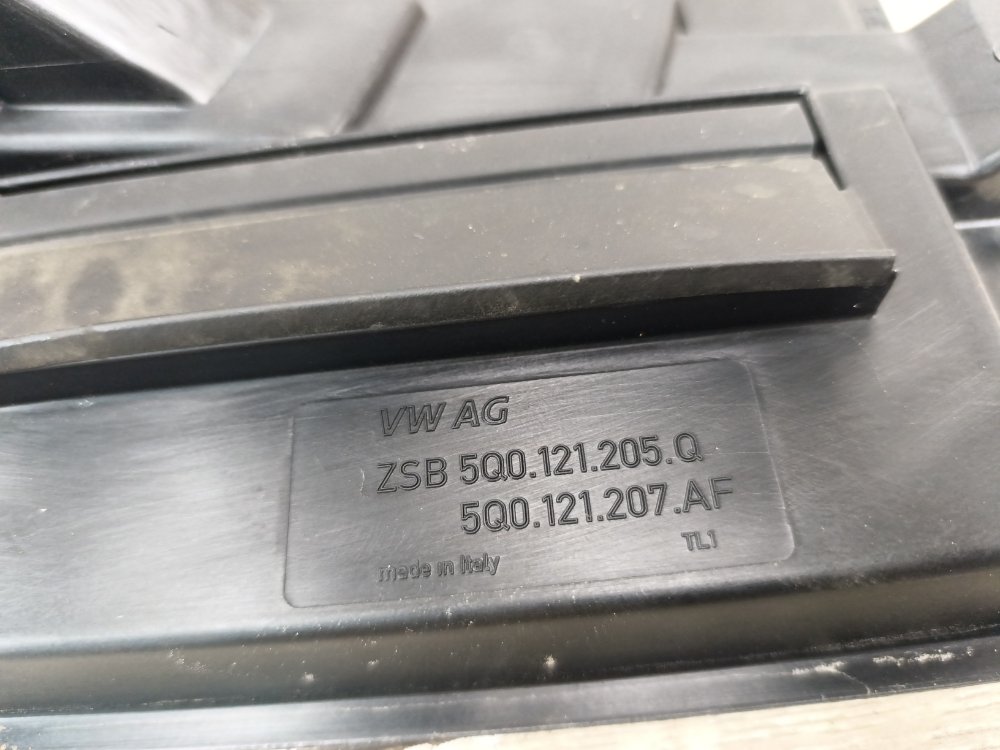 VW AG
ZSB 5Q0.121.205.Q
5Q0.121.207.AF
TL1
made in Italy